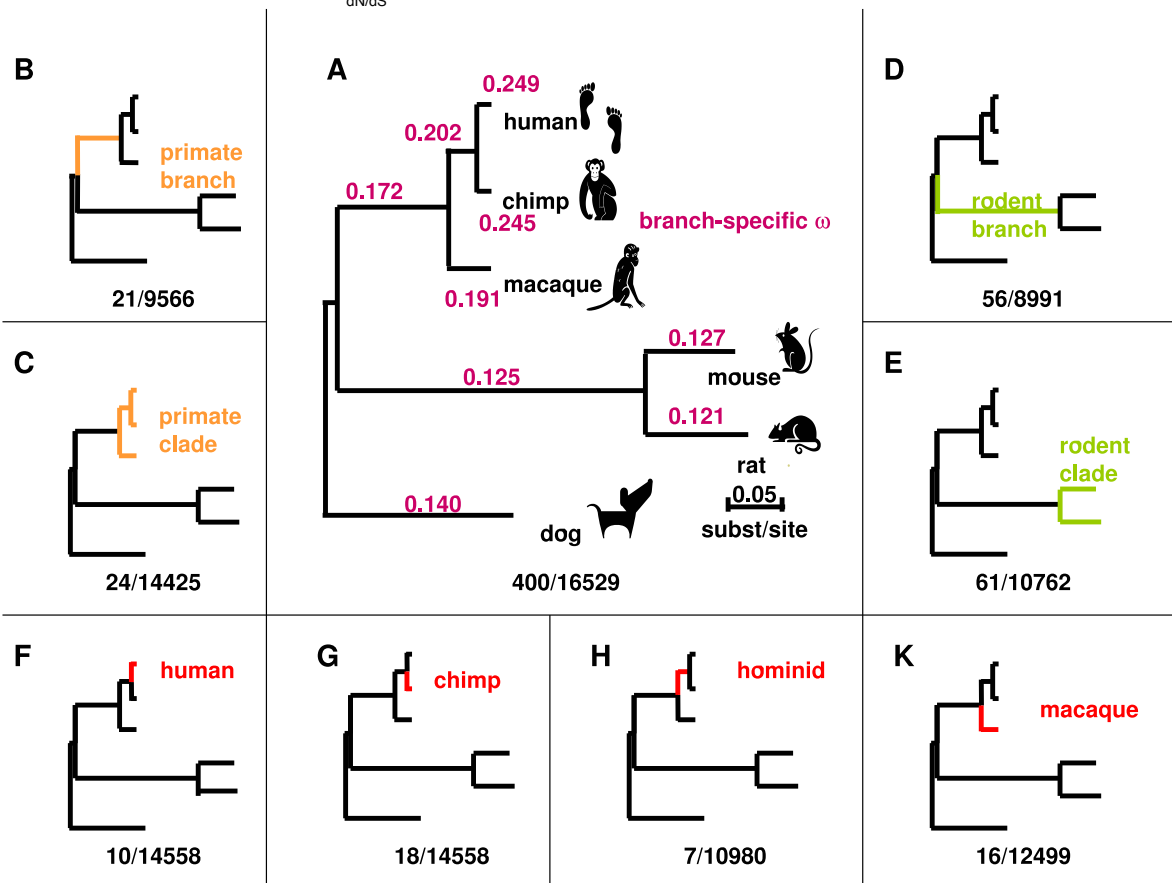 dN/dS
B
primate
branch
21/9566
A
0.249
human
0.202
0.172
chimp
0.245
branch-specific ω
macaque
0.191
0.127
mouse
0.125
0.121
rat
0.05
subst/site
0.140
dog
400/16529
D
rodent
branch
56/8991
C
primate
clade
24/14425
E
rodent
clade
61/10762
F
human
10/14558
G
chimp
18/14558
H
hominid
7/10980
K
macaque
16/12499